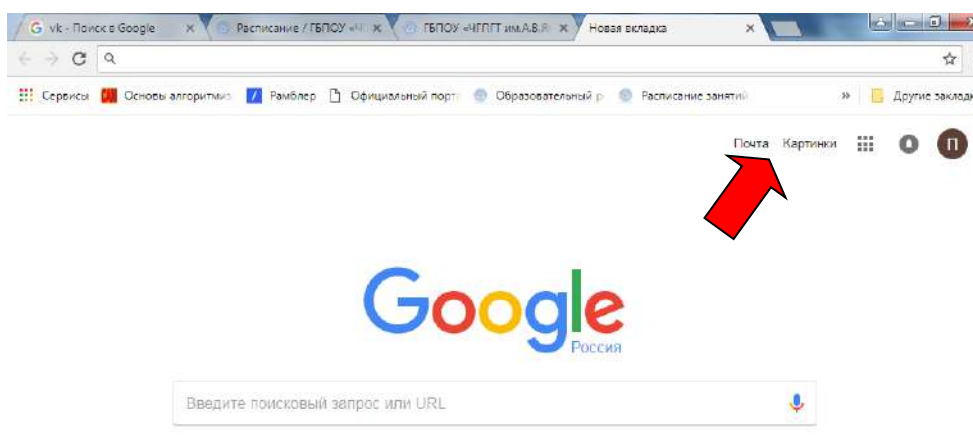 vk - Поиск в Google Расписание / ГБПОУ «Ч ГБПОУ «ЧГПГТ им.А.В.Я Новая вкладка
Сервисы Основы алгоритмиз Рамблер Официальный порт Образовательный р Расписание занятий » Другие закладк
Почта Картинки П
Google
Россия
Введите поисковый запрос или URL